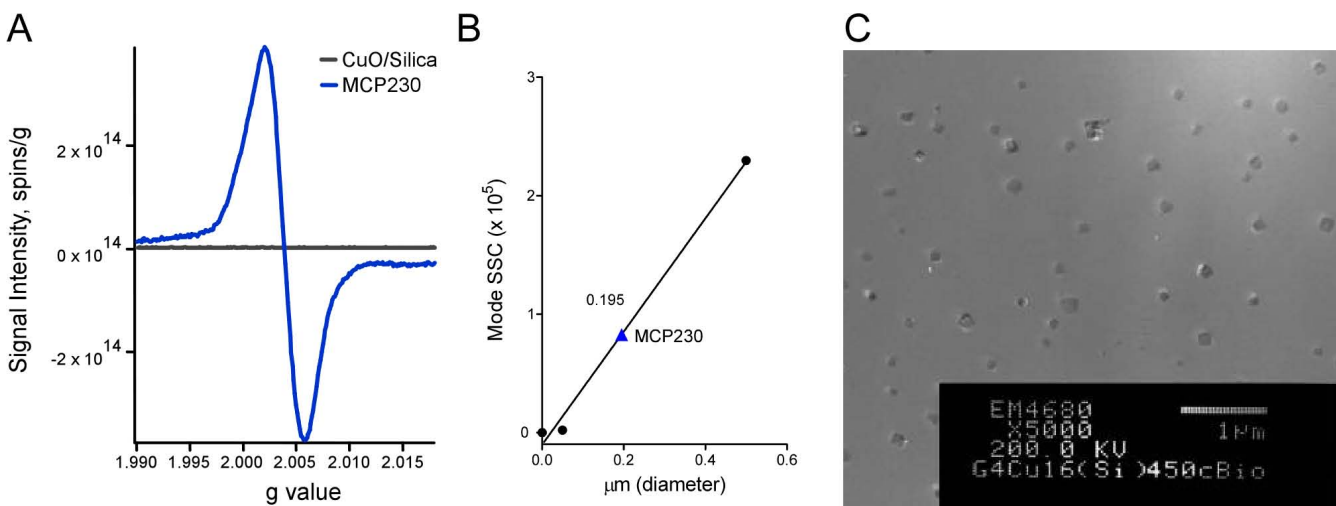 A
CuO/Silica
MCP230
Signal Intensity, spins/g
2 x 10^14
0 x 10^14
-2 x 10^14
1.990 1.995 2.000 2.005 2.010 2.015
g value
B
Mode SSC (x 10^5)
3
2
1
0
0.195
MCP230
0.0 0.2 0.4 0.6
μm (diameter)
C
EM4680
X5000
200.0 KV
G4Cu16(Si)450cBio
1μm